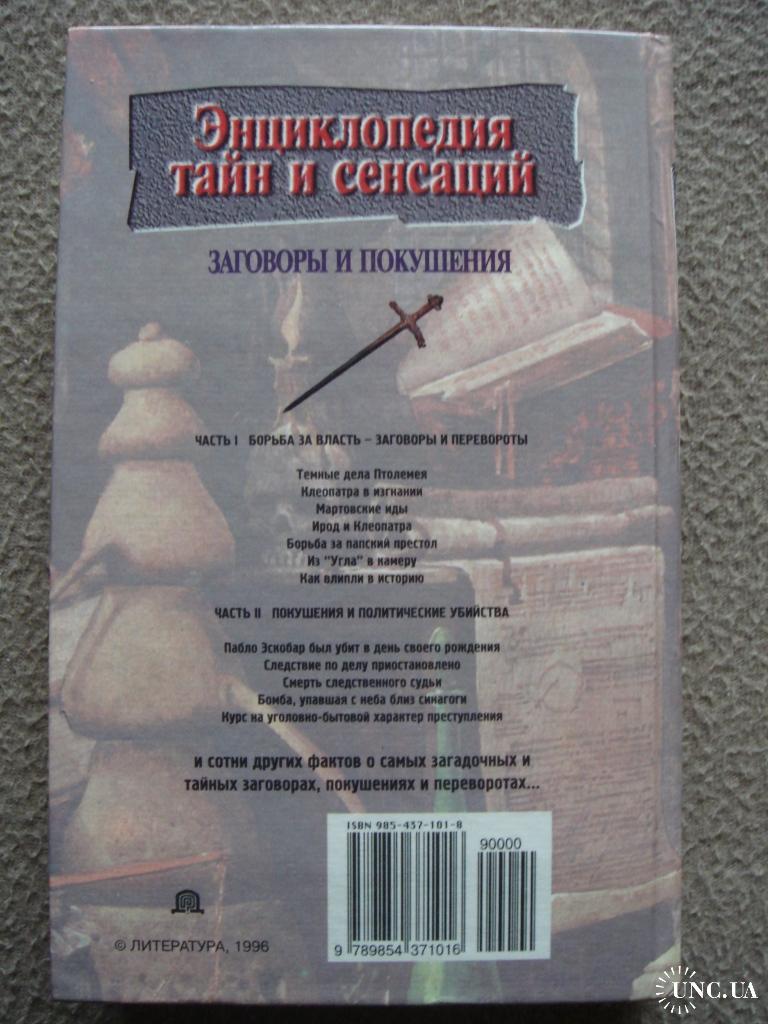 Энциклопедия
тайн и сенсаций
ЗАГОВОРЫ И ПОКУШЕНИЯ
ЧАСТЬ I БОРЬБА ЗА ВЛАСТЬ – ЗАГОВОРЫ И ПЕРЕВОРОТЫ
Темные дела Птолемея
Клеопатра в изгнании
Мартовские иды
Ирод и Клеопатра
Борьба за папский престол
Из "Угла" в камеру
Как влипли в историю
ЧАСТЬ II ПОКУШЕНИЯ И ПОЛИТИЧЕСКИЕ УБИЙСТВА
Пабло Эскобар был убит в день своего рождения
Следствие по делу приостановлено
Смерть следственного судьи
Бомба, упавшая с неба близ синагоги
Курс на уголовно-бытовой характер преступления
и сотни других фактов о самых загадочных и
тайных заговорах, покушениях и переворотах...
ISBN 985-437-101-8
90000
9 789854 371016
© ЛИТЕРАТУРА, 1996
UNC.UA